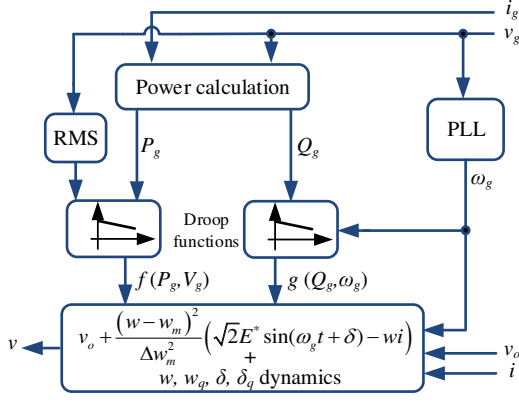 i_g
v_g
Power calculation
RMS
PLL
P_g
Q_g
ω_g
Droop
functions
f (P_g,V_g)
g (Q_g,ω_g)
v
v_o + (w − w_m)^2 / Δw_m^2 (√2E^* sin(ω_g t + δ) − wi)
+
w, w_q, δ, δ_q dynamics
v_o
i